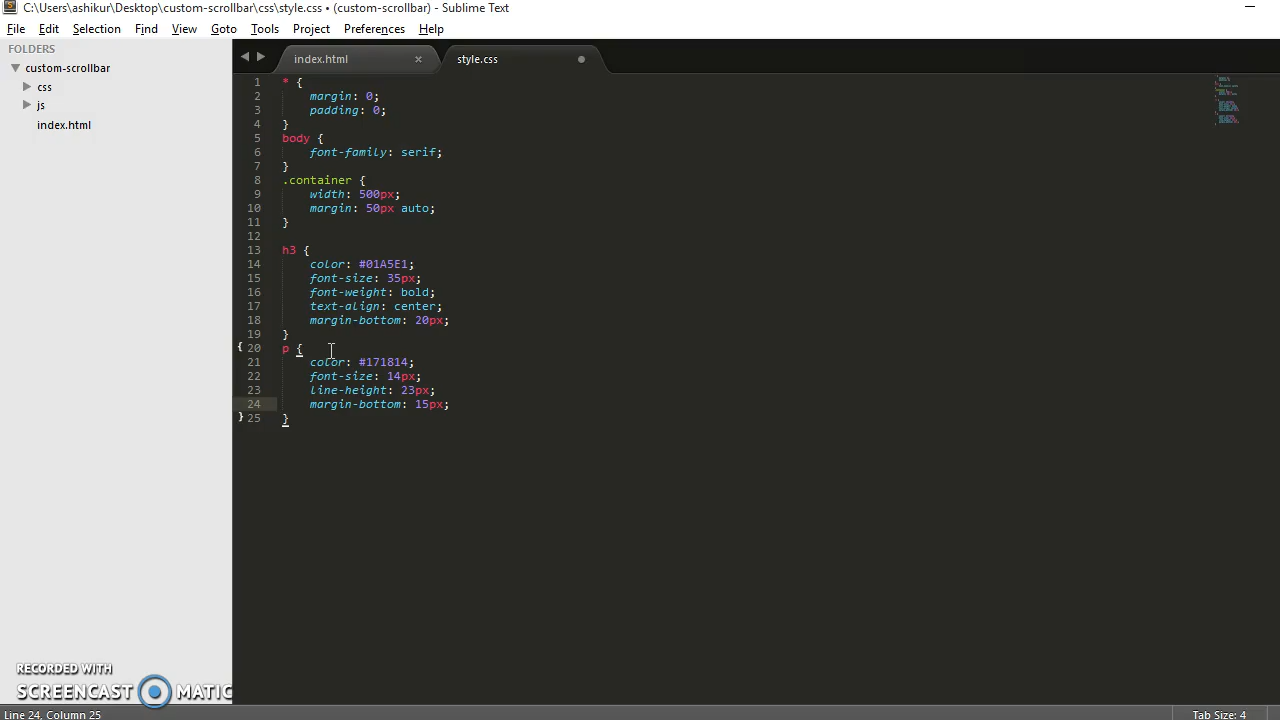 C:\Users\ashikur\Desktop\custom-scrollbar\css\style.css • (custom-scrollbar) - Sublime Text
File Edit Selection Find View Goto Tools Project Preferences Help
FOLDERS
custom-scrollbar
css
js
index.html
index.html × style.css
1 * {
2 margin: 0;
3 padding: 0;
4 }
5 body {
6 font-family: serif;
7 }
8 .container {
9 width: 500px;
10 margin: 50px auto;
11 }
12
13 h3 {
14 color: #01A5E1;
15 font-size: 35px;
16 font-weight: bold;
17 text-align: center;
18 margin-bottom: 20px;
19 }
{ 20 p {
21 color: #171814;
22 font-size: 14px;
23 line-height: 23px;
24 margin-bottom: 15px;
} 25 }
RECORDED WITH
SCREENCAST MATIC
Line 24, Column 25 Tab Size: 4